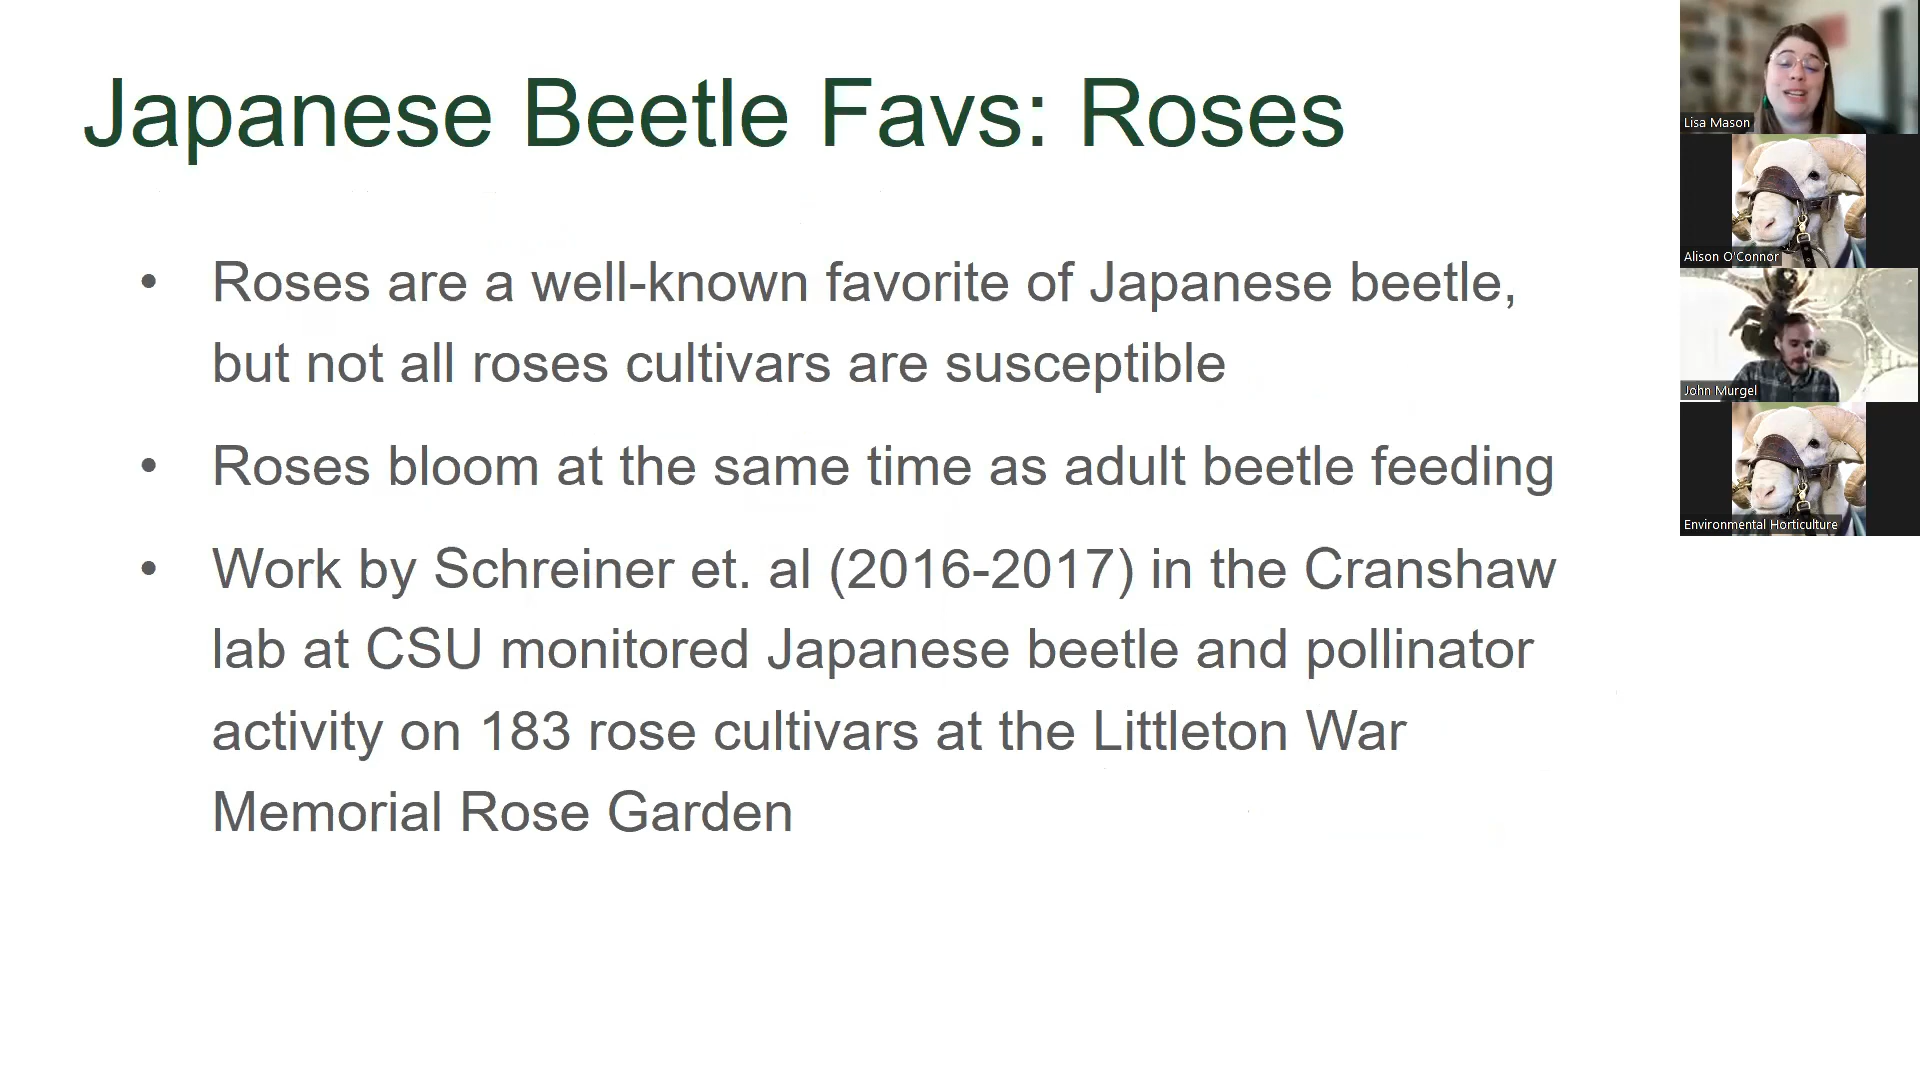 Japanese Beetle Favs: Roses
• Roses are a well-known favorite of Japanese beetle,
but not all roses cultivars are susceptible
• Roses bloom at the same time as adult beetle feeding
• Work by Schreiner et. al (2016-2017) in the Cranshaw
lab at CSU monitored Japanese beetle and pollinator
activity on 183 rose cultivars at the Littleton War
Memorial Rose Garden
Lisa Mason
Alison O'Connor
John Murgel
Environmental Horticulture